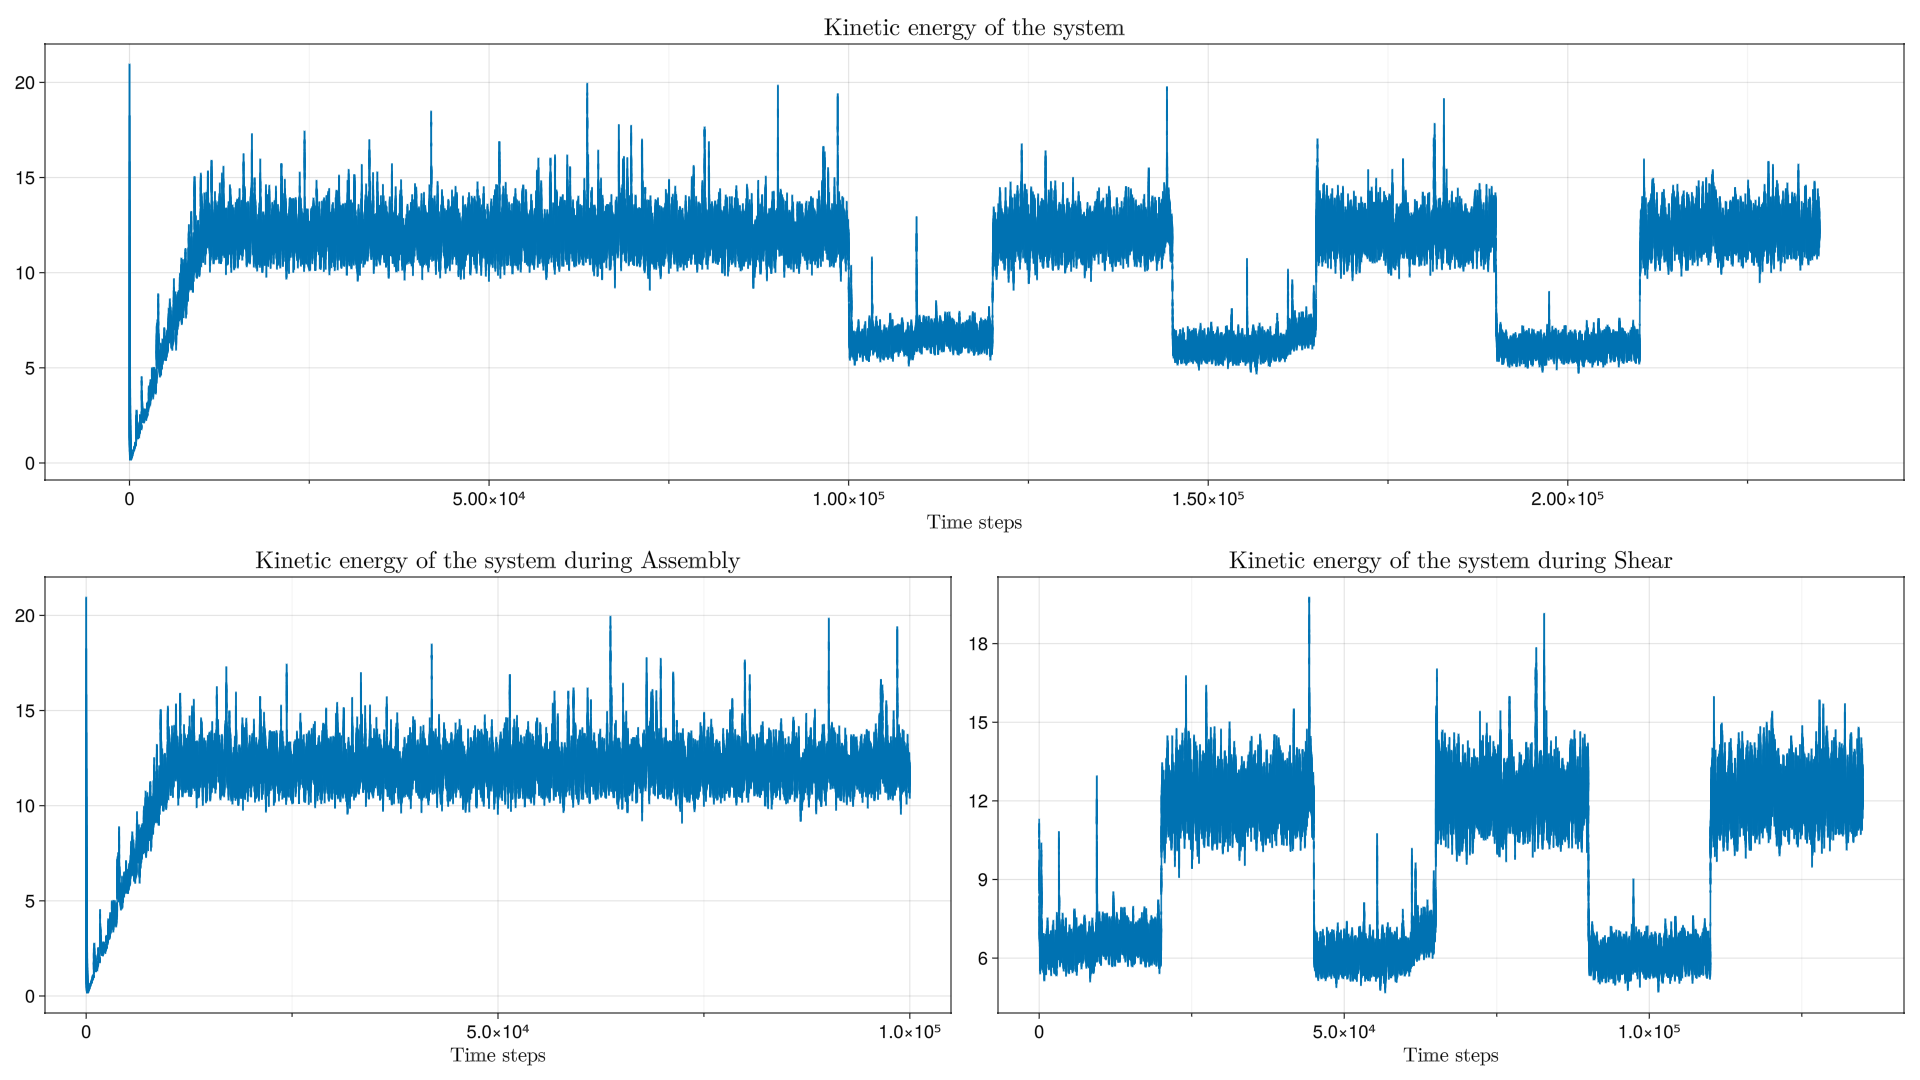 Kinetic energy of the system
20
15
10
5
0
0 5.00×10⁴ 1.00×10⁵ 1.50×10⁵ 2.00×10⁵
Time steps
Kinetic energy of the system during Assembly
20
15
10
5
0
0 5.0×10⁴ 1.0×10⁵
Time steps
Kinetic energy of the system during Shear
18
15
12
9
6
0 5.0×10⁴ 1.0×10⁵
Time steps